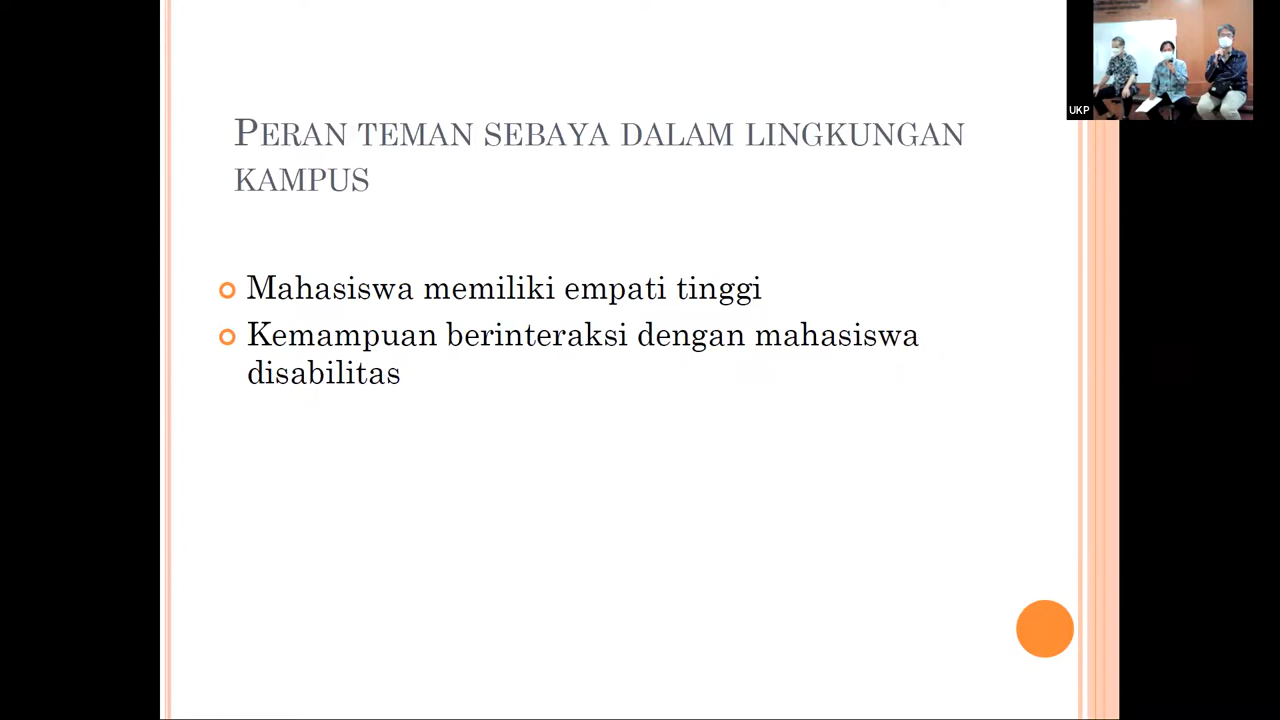 PERAN TEMAN SEBAYA DALAM LINGKUNGAN
KAMPUS
Mahasiswa memiliki empati tinggi
Kemampuan berinteraksi dengan mahasiswa
disabilitas
UKP